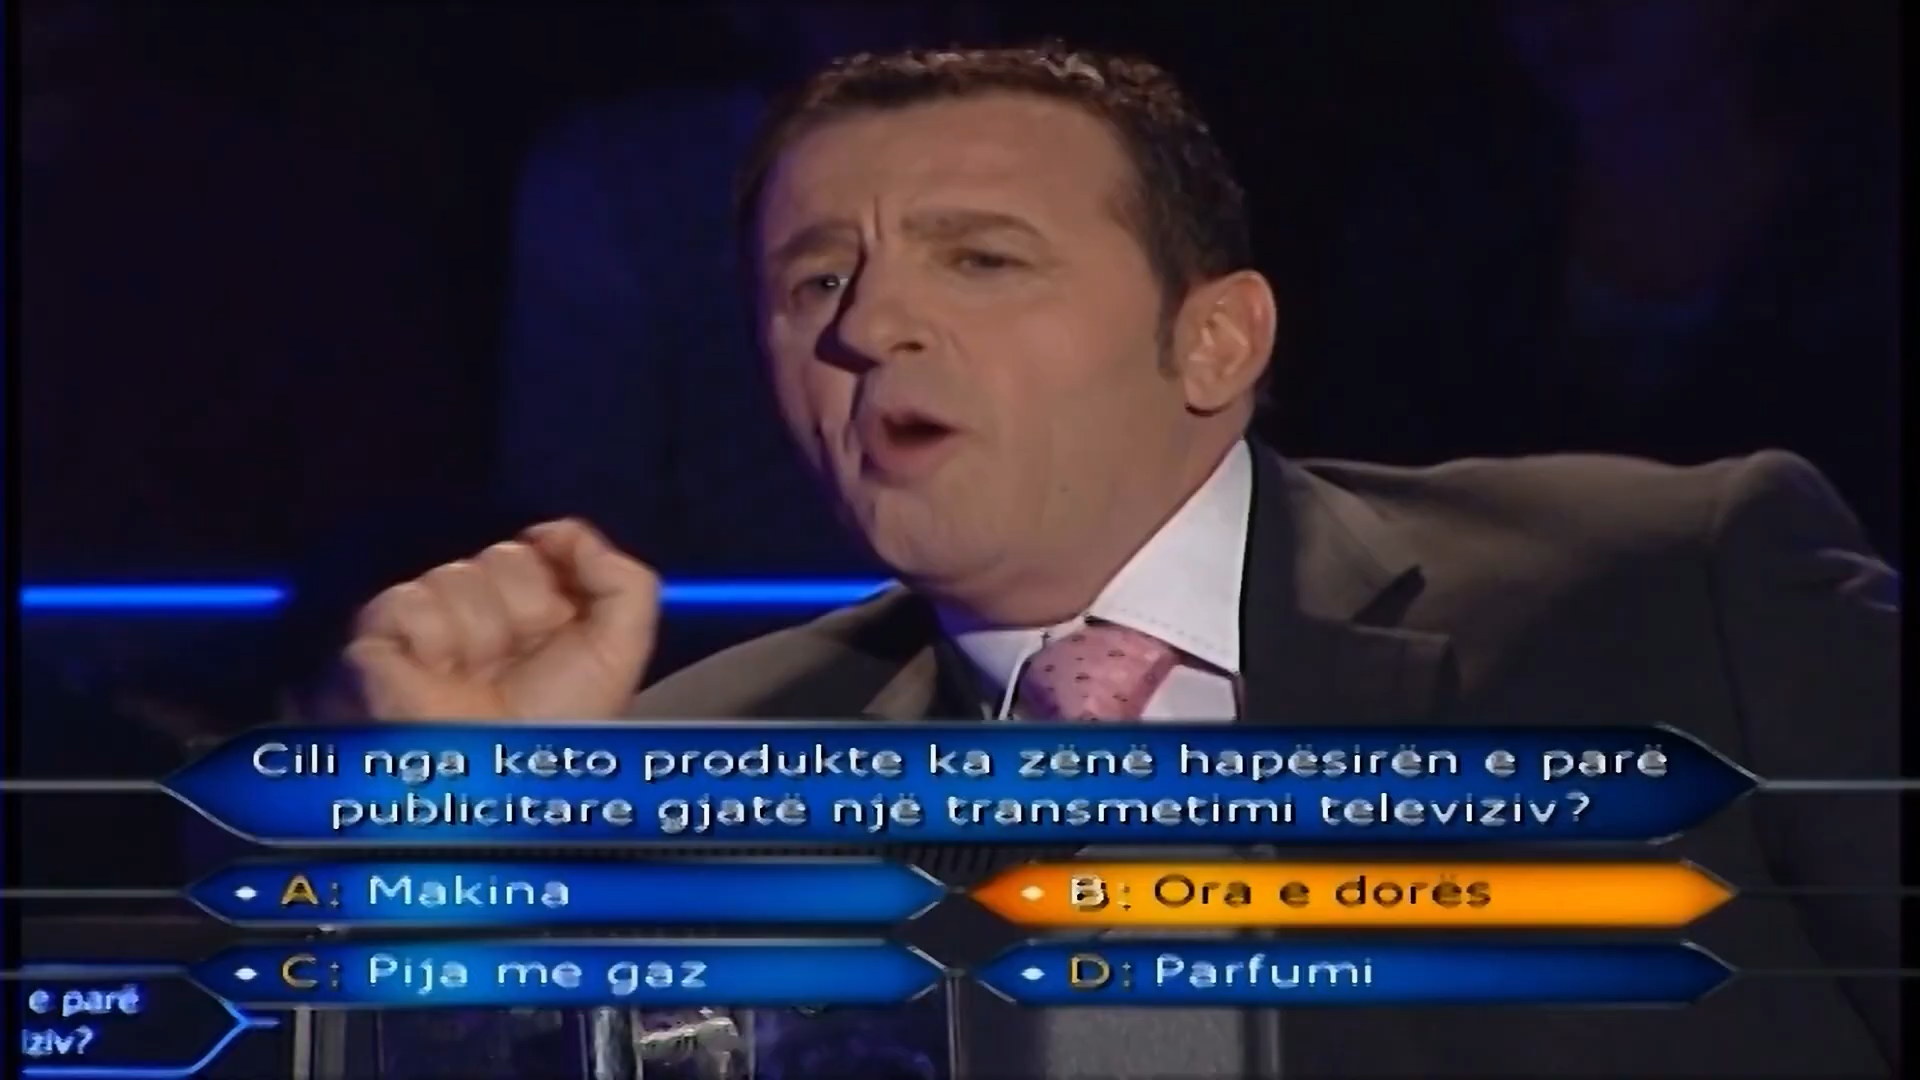 Cili nga këto produkte ka zënë hapësirën e parë
publicitare gjatë një transmetimi televiziv?
A: Makina
B: Ora e dorës
C: Pija me gaz
D: Parfumi
e parë
iziv?